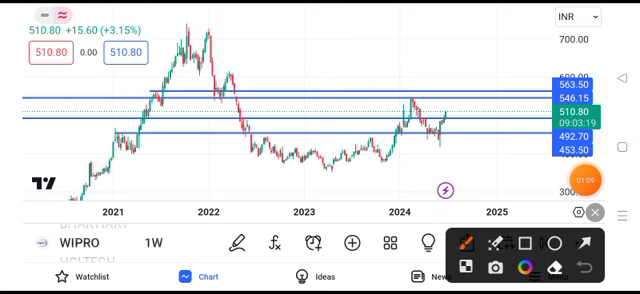 INR
510.80 +15.60 (+3.15%)
700.00
510.80 0.00 510.80
600.00
563.50
546.15
510.80
09:03:19
492.70
453.50
01:09
2021 2022 2023 2024 2025
WIPRO 1W
Watchlist Chart Ideas News